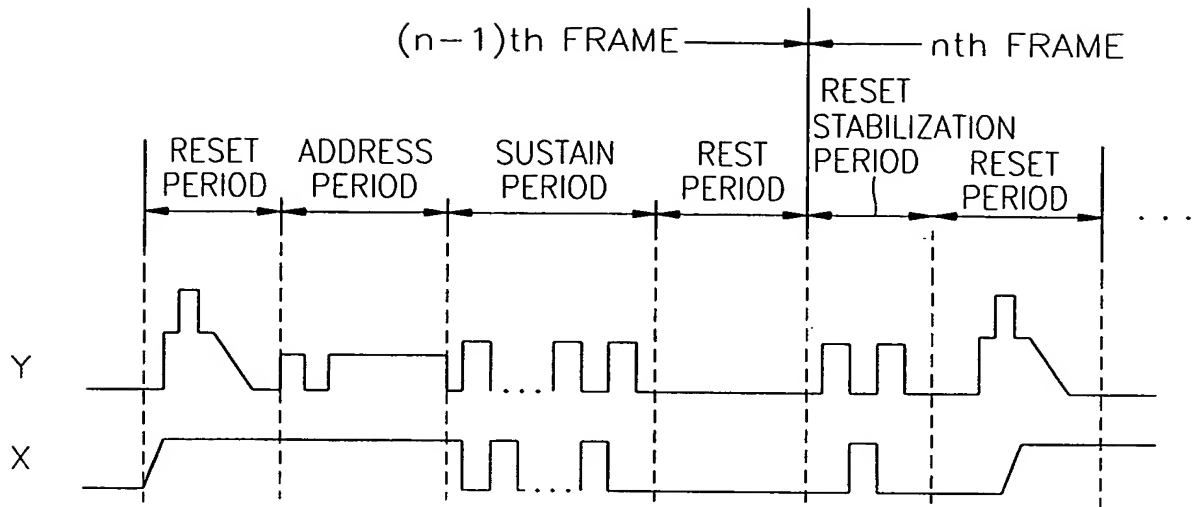 (n-1)th FRAME
nth FRAME
RESET
PERIOD
ADDRESS
PERIOD
SUSTAIN
PERIOD
REST
PERIOD
RESET
STABILIZATION
PERIOD
RESET
PERIOD
. . .
Y
. . . .
X
. . . .